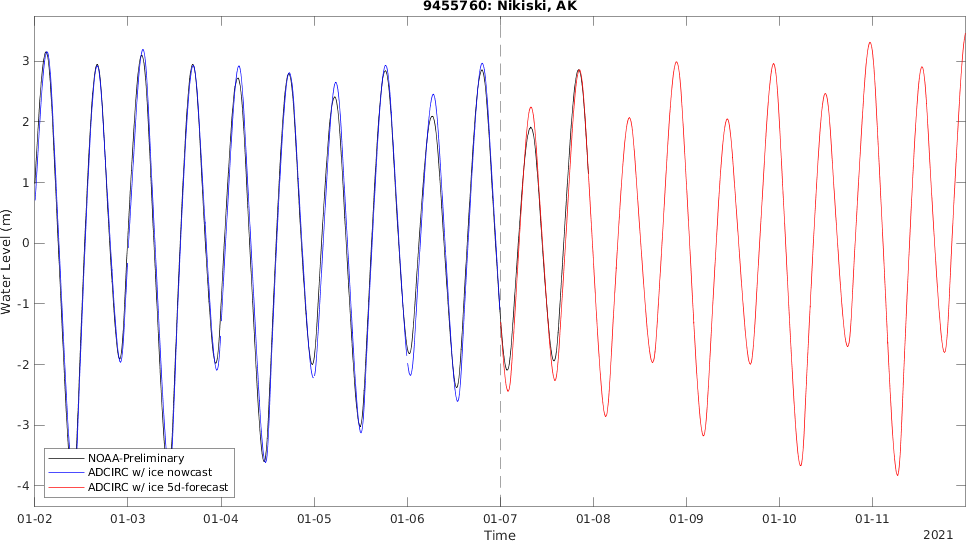 9455760: Nikiski, AK
Water Level (m)
3
2
1
0
-1
-2
-3
-4
NOAA-Preliminary
ADCIRC w/ ice nowcast
ADCIRC w/ ice 5d-forecast
01-02 01-03 01-04 01-05 01-06 01-07 01-08 01-09 01-10 01-11
Time
2021